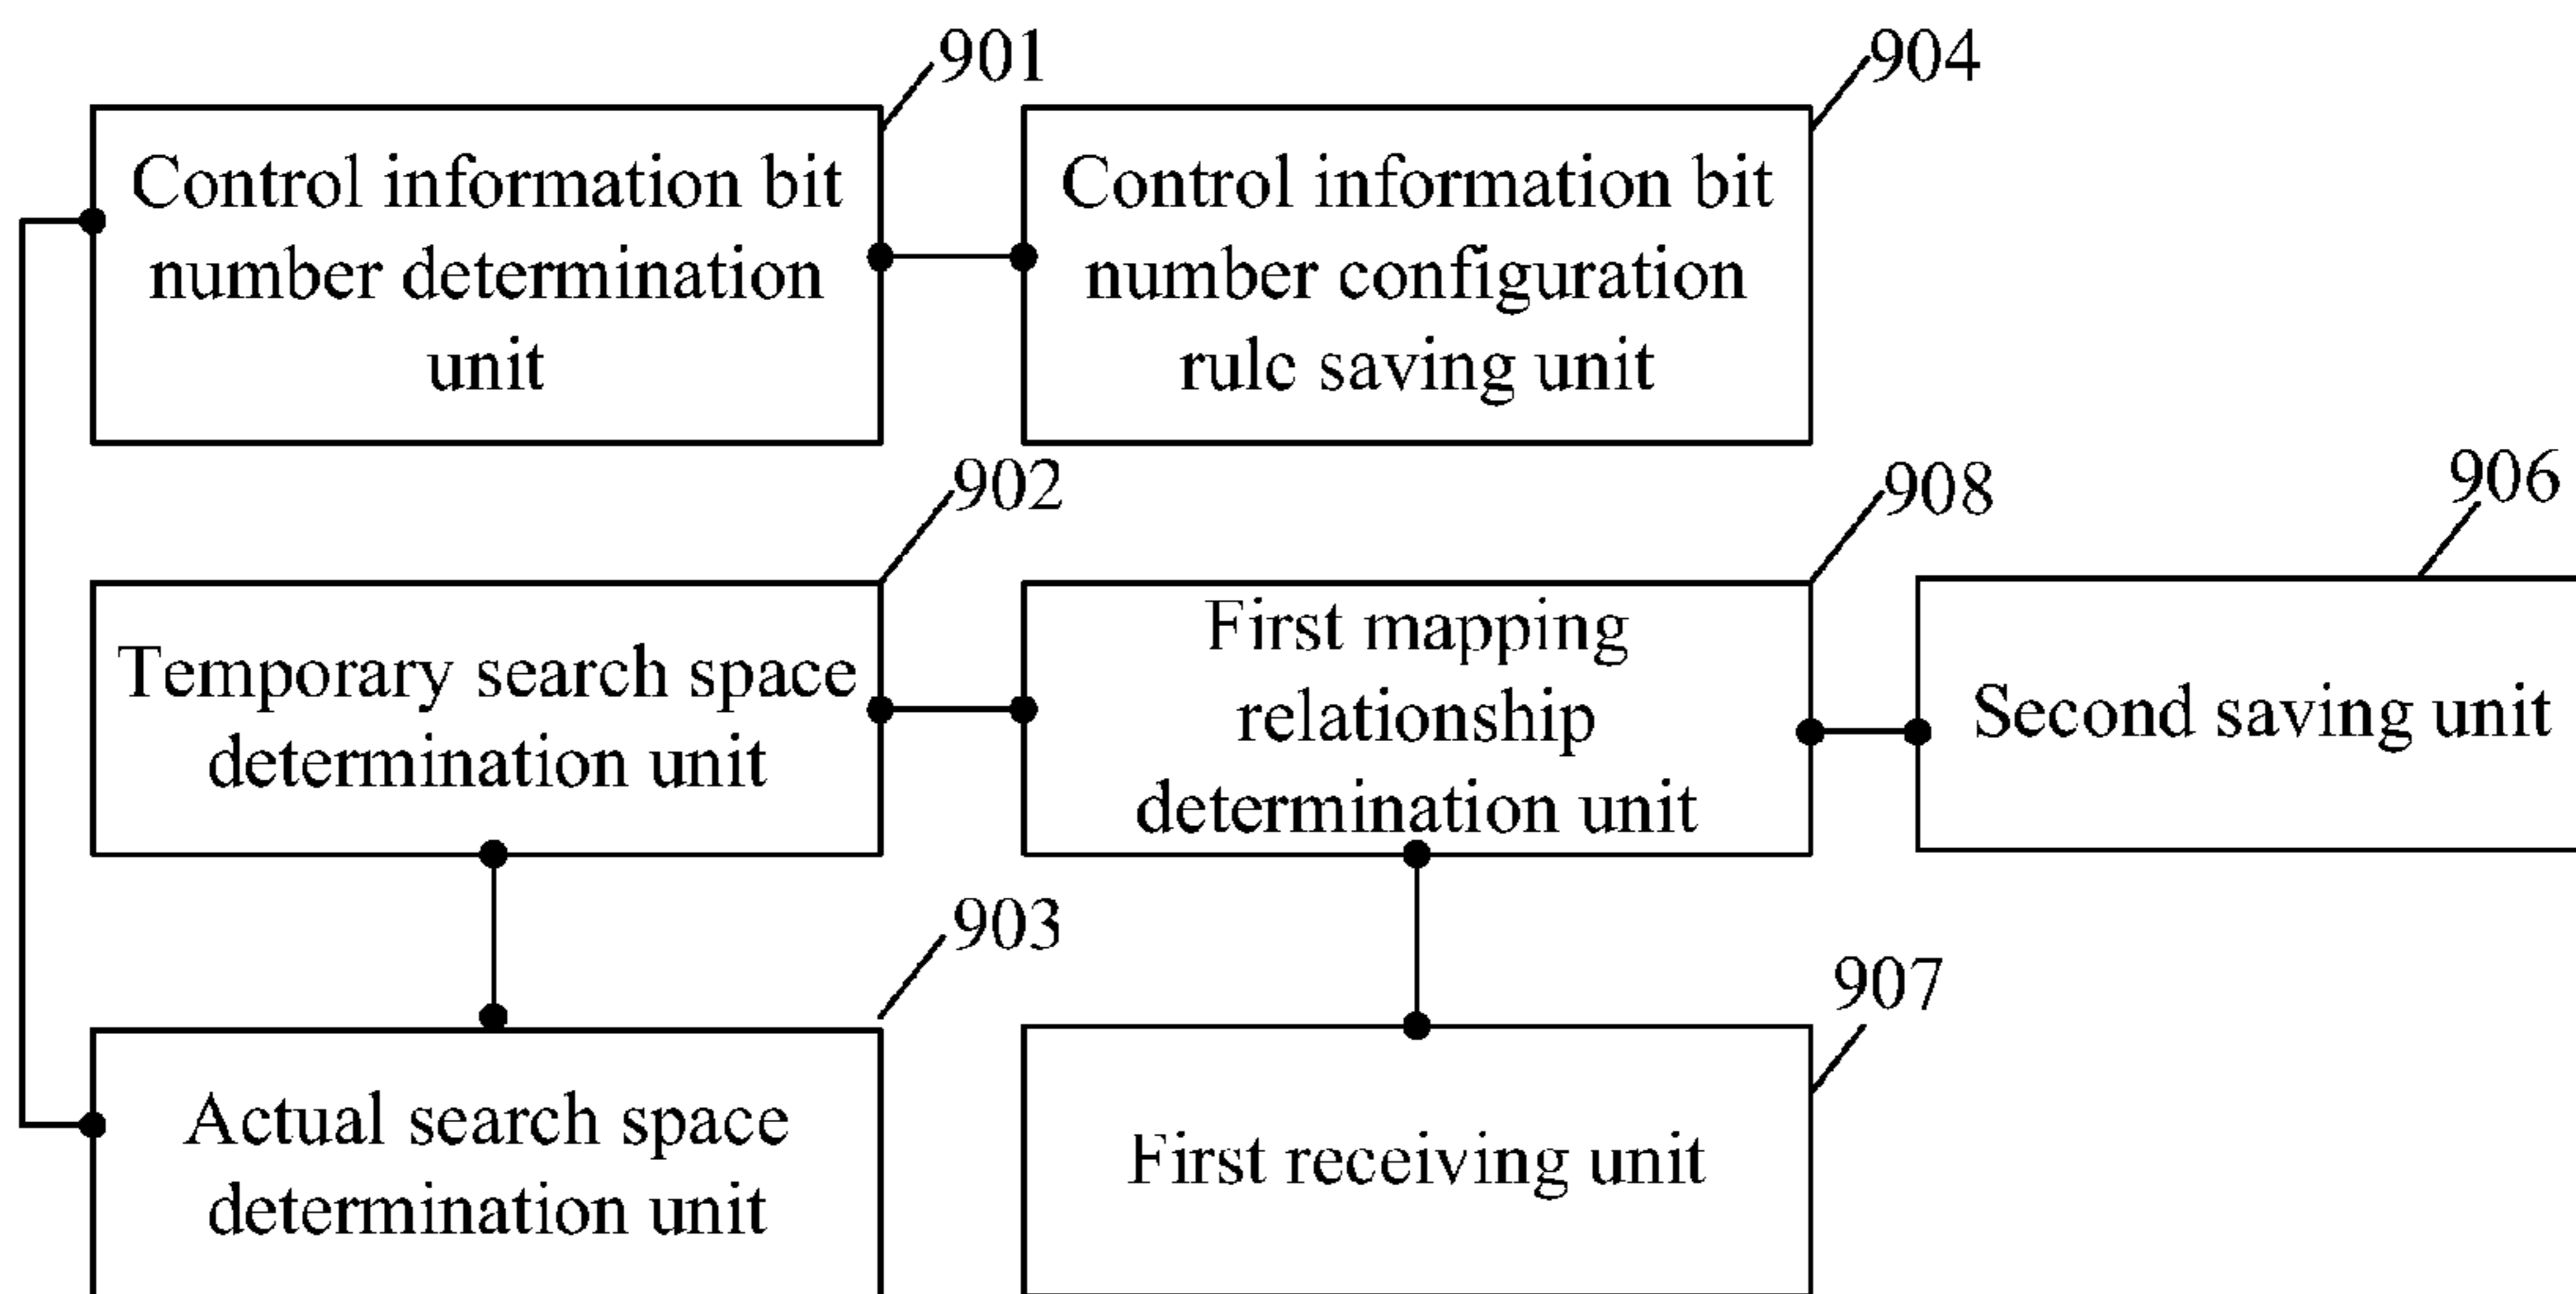 901
904
Control information bit
number determination
unit
Control information bit
number configuration
rulc saving unit
902
908
906
Temporary search space
determination unit
First mapping
relationship
determination unit
Second saving unit
903
907
Actual search space
determination unit
First receiving unit